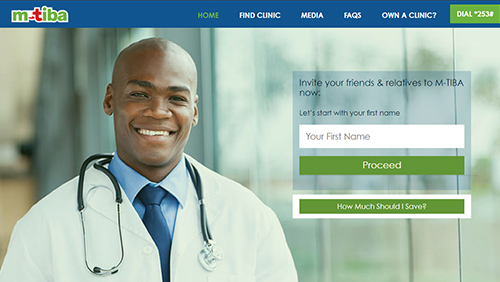 m-tiba
HOME FIND CLINIC MEDIA FAQS OWN A CLINIC? DIAL *253#
Invite your friends & relatives to M-TIBA
now:
Let's start with your first name
Your First Name
Proceed
How Much Should I Save?